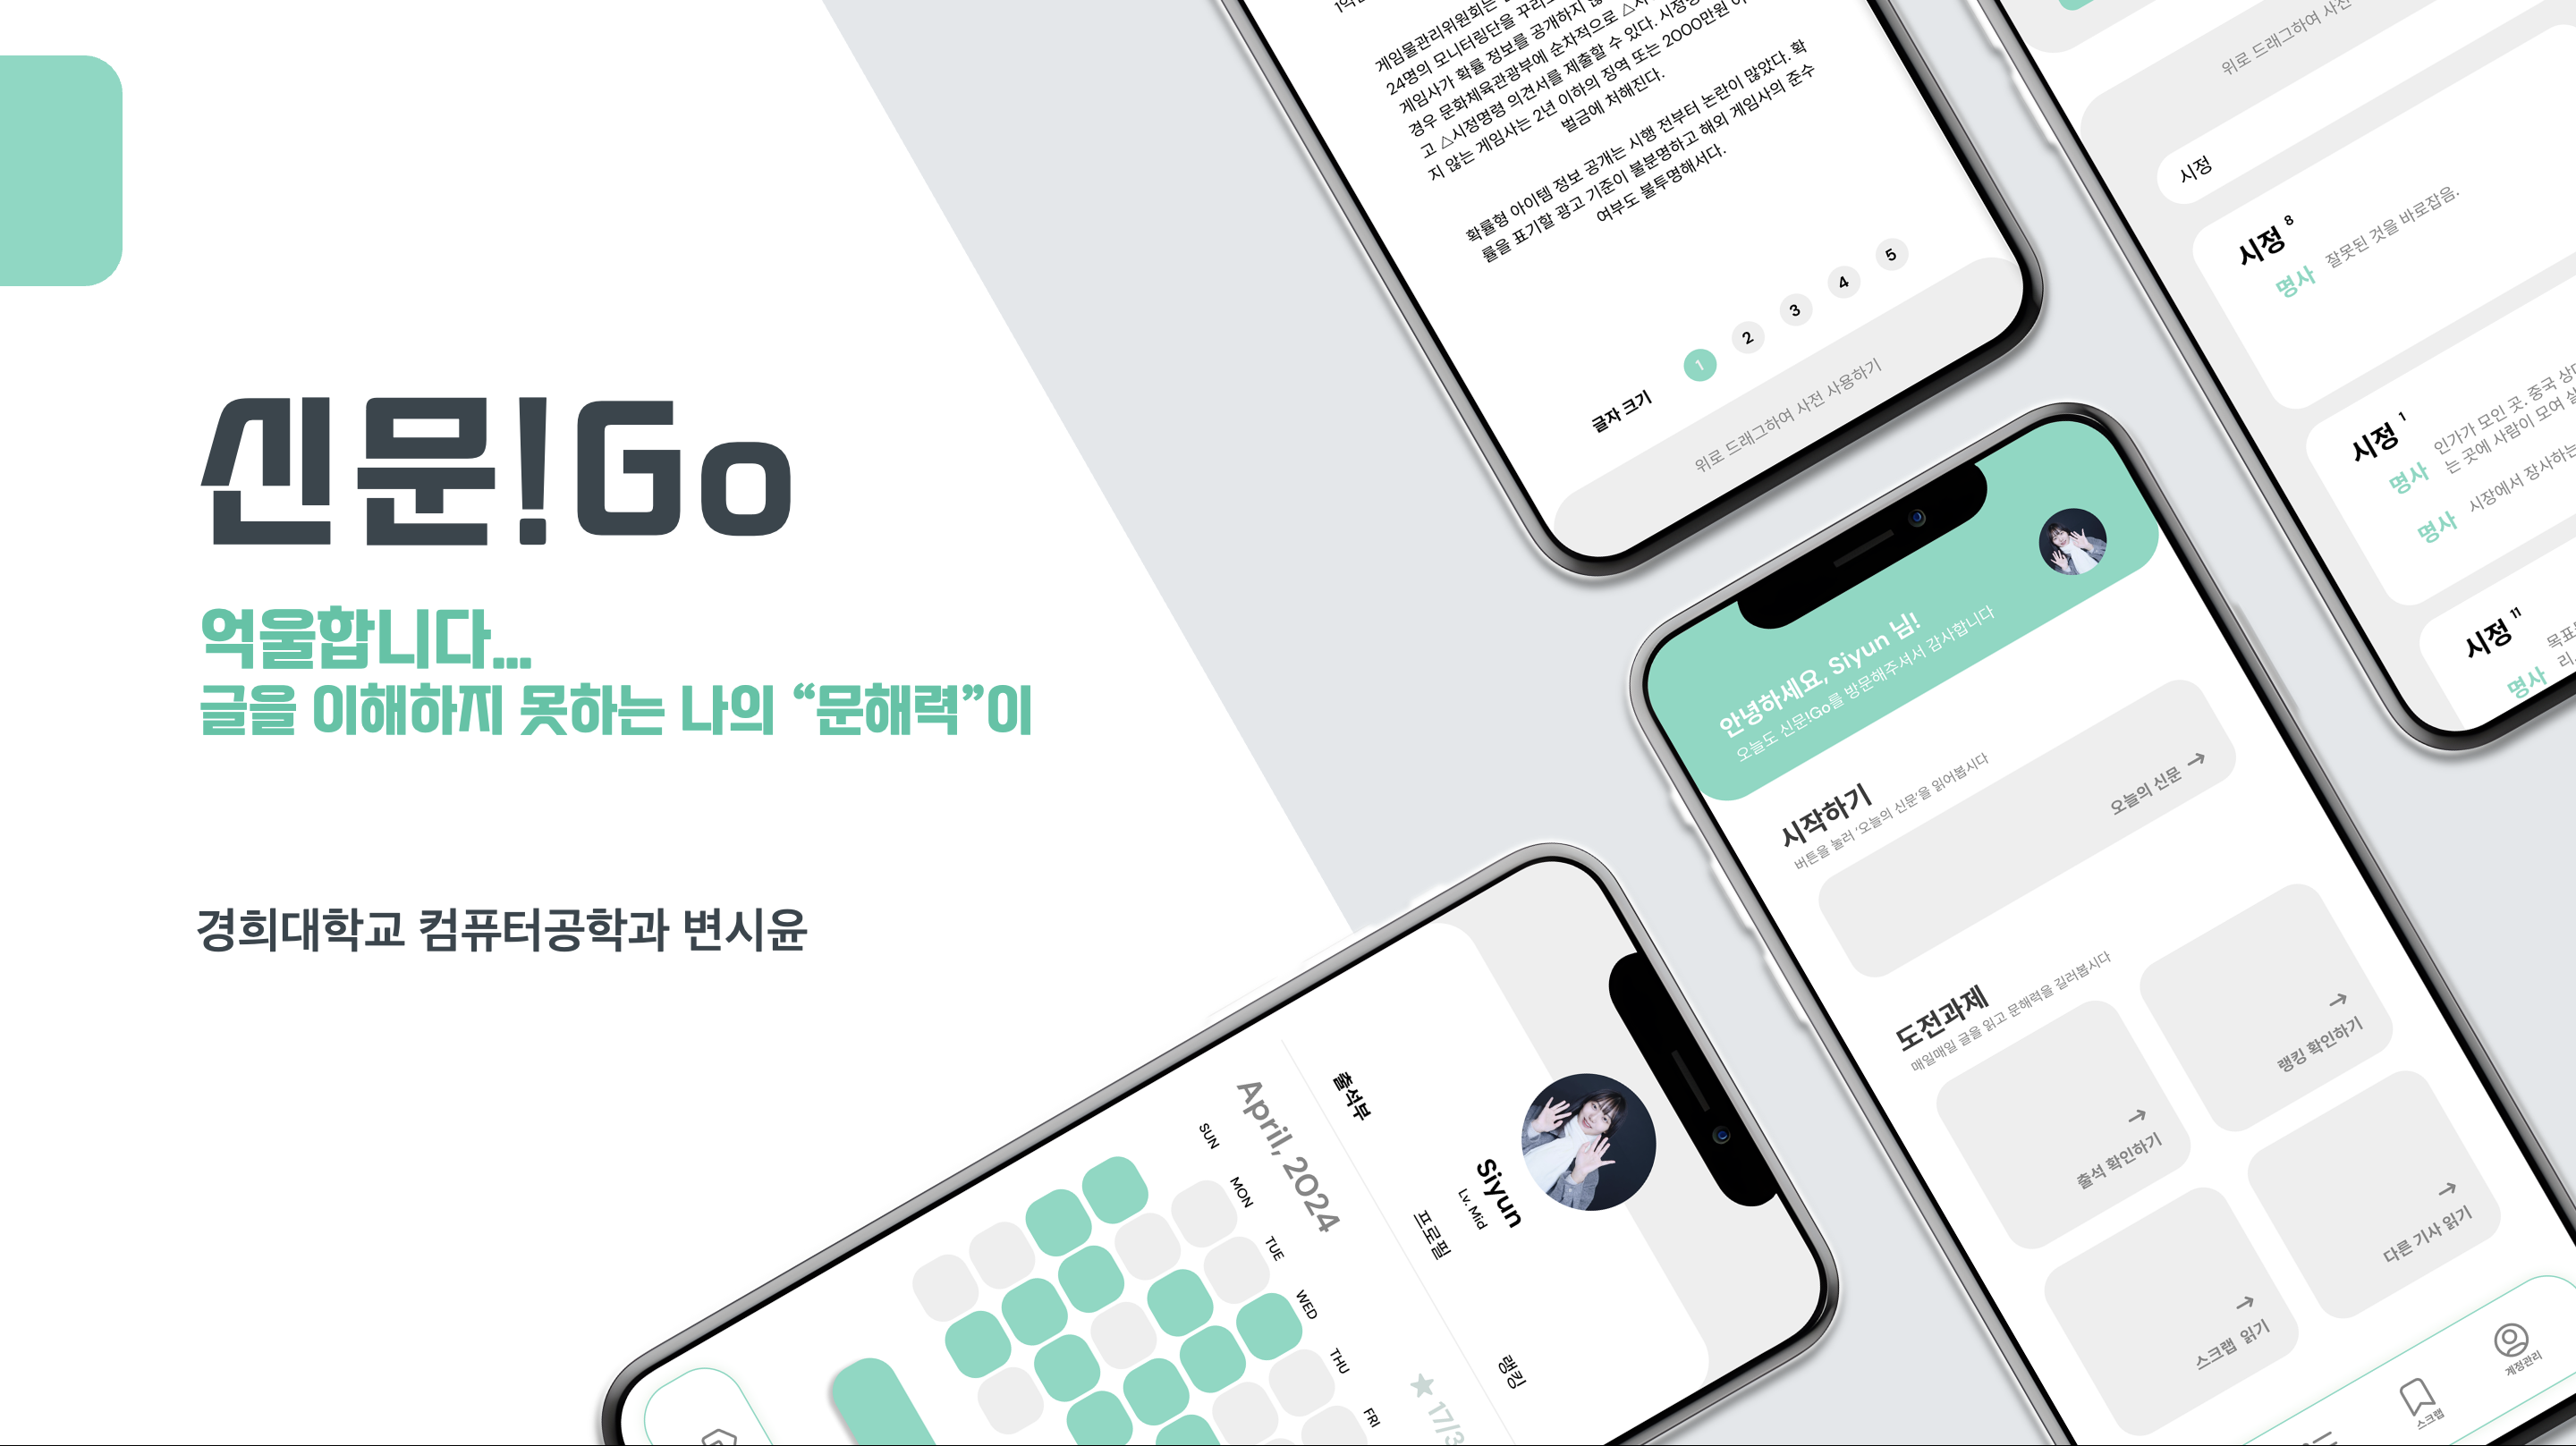 신문!Go
억울합니다...
글을 이해하지 못하는 나의 “문해력”이
경희대학교 컴퓨터공학과 변시윤
게임물관리위원회는
24명의 모니터링단을 꾸리
게임사가 확률 정보를 공개하지 않
경우 문화체육관광부에 순차적으로 △시
고 △시정명령 의견서를 제출할 수 있다. 시정명
지 않는 게임사는 2년 이하의 징역 또는 2000만원 이
벌금에 처해진다.
확률형 아이템 정보 공개는 시행 전부터 논란이 많았다. 확
률을 표기할 광고 기준이 불분명하고 해외 게임사의 준수
여부도 불투명해서다.
글자 크기 1 2 3 4 5
위로 드래그하여 사전 사용하기
위로 드래그하여 사전
시정
시정 8
명사 잘못된 것을 바로잡음.
시정 1
명사 인가가 모인 곳. 중국 상
는 곳에 사람이 모여 살
명사 시장에서 장사하는
시정 11
명사 목표
리
안녕하세요, Siyun 님!
오늘도 신문!Go를 방문해주셔서 감사합니다
시작하기
버튼을 눌러 '오늘의 신문'을 읽어봅시다
오늘의 신문 →
도전과제
매일매일 글을 읽고 문해력을 길러봅시다
→
출석 확인하기
→
랭킹 확인하기
→
스크랩 읽기
→
다른 기사 읽기
스크랩
계정관리
Siyun
Lv. Mid
출석부
프로필
랭킹
April, 2024
★ 17/3
SUN
MON
TUE
WED
THU
FRI